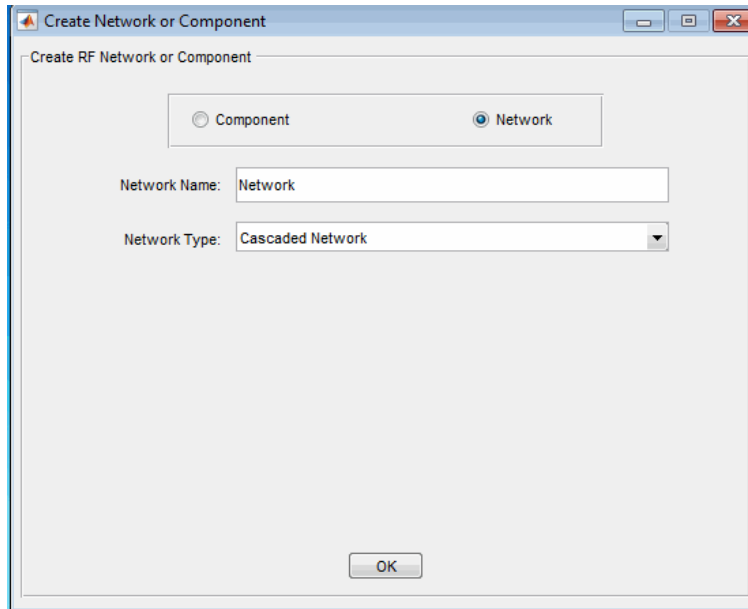 Create Network or Component
Create RF Network or Component
Component Network
Network Name: Network
Network Type: Cascaded Network
OK